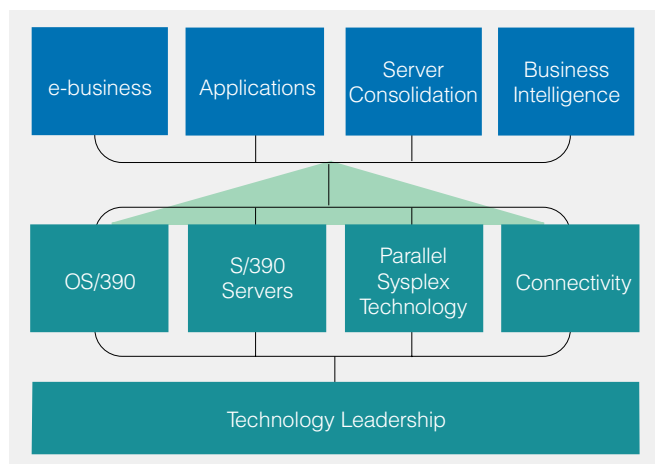 e-business
Applications
Server
Consolidation
Business
Intelligence
OS/390
S/390
Servers
Parallel
Sysplex
Technology
Connectivity
Technology Leadership